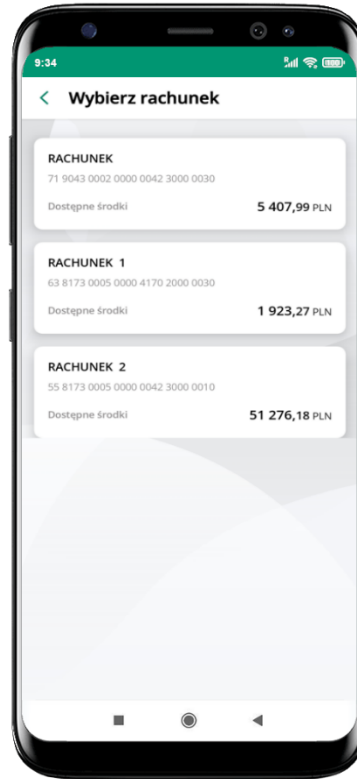 9:34
Wybierz rachunek
RACHUNEK
71 9043 0002 0000 0042 3000 0030
Dostępne środki 5 407,99 PLN
RACHUNEK 1
63 8173 0005 0000 4170 2000 0030
Dostępne środki 1 923,27 PLN
RACHUNEK 2
55 8173 0005 0000 0042 3000 0010
Dostępne środki 51 276,18 PLN